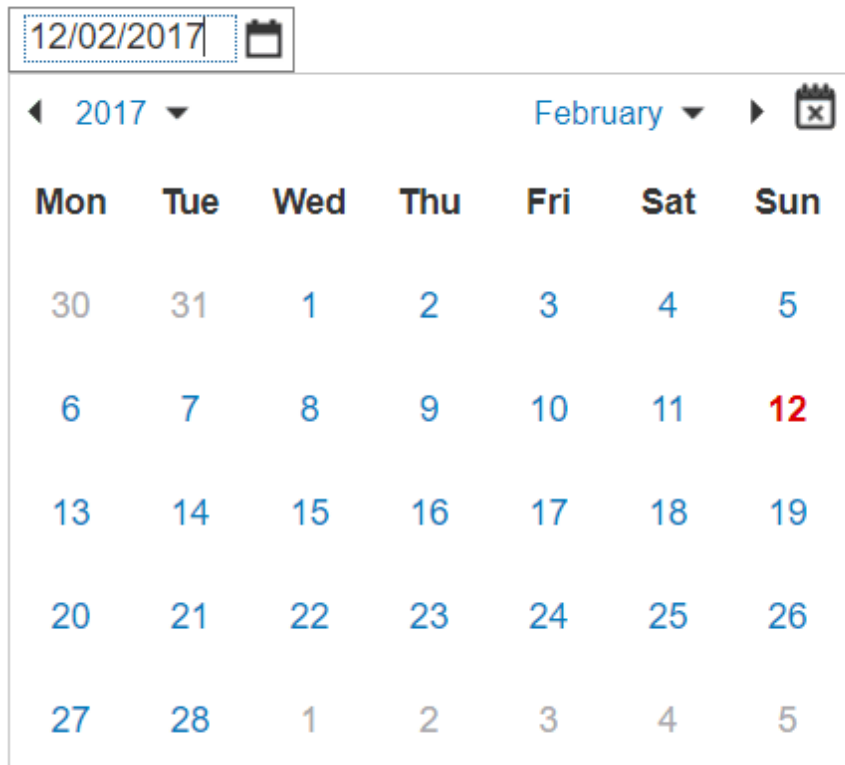 12/02/2017
2017 February
Mon Tue Wed Thu Fri Sat Sun
30 31 1 2 3 4 5
6 7 8 9 10 11 12
13 14 15 16 17 18 19
20 21 22 23 24 25 26
27 28 1 2 3 4 5